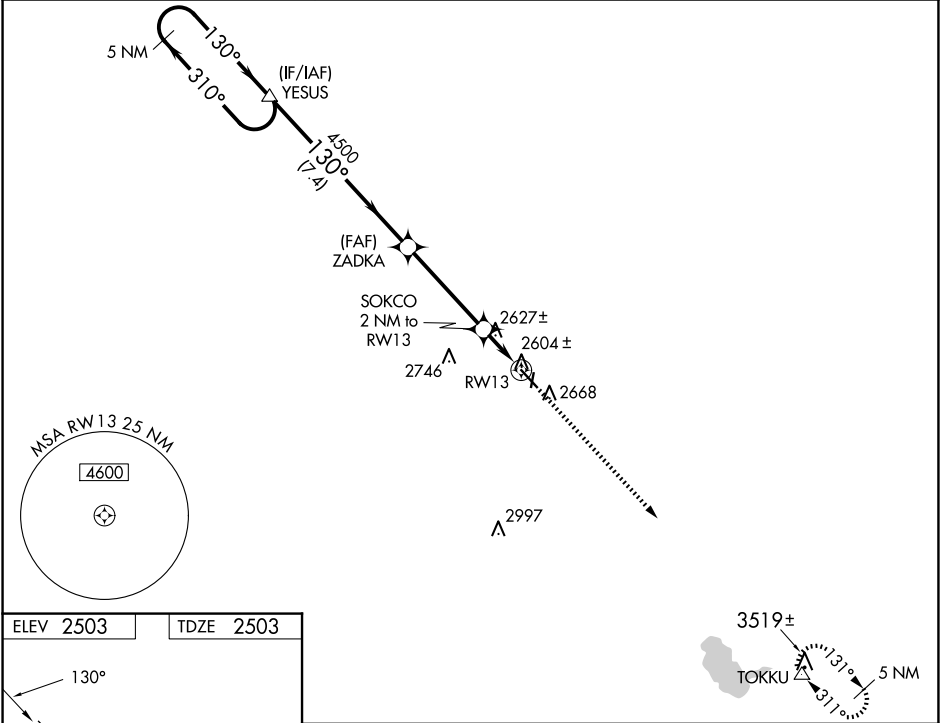 5 NM
130°
310°
(IF/IAF)
YESUS
4500
130°
(7.4)
(FAF)
ZADKA
SOKCO
2 NM to
RW13
2627±
2604 ±
2746
RW13
2668
MSA RW 13 25 NM
4600
2997
ELEV 2503
TDZE 2503
130°
3519±
TOKKU
131°
311°
5 NM